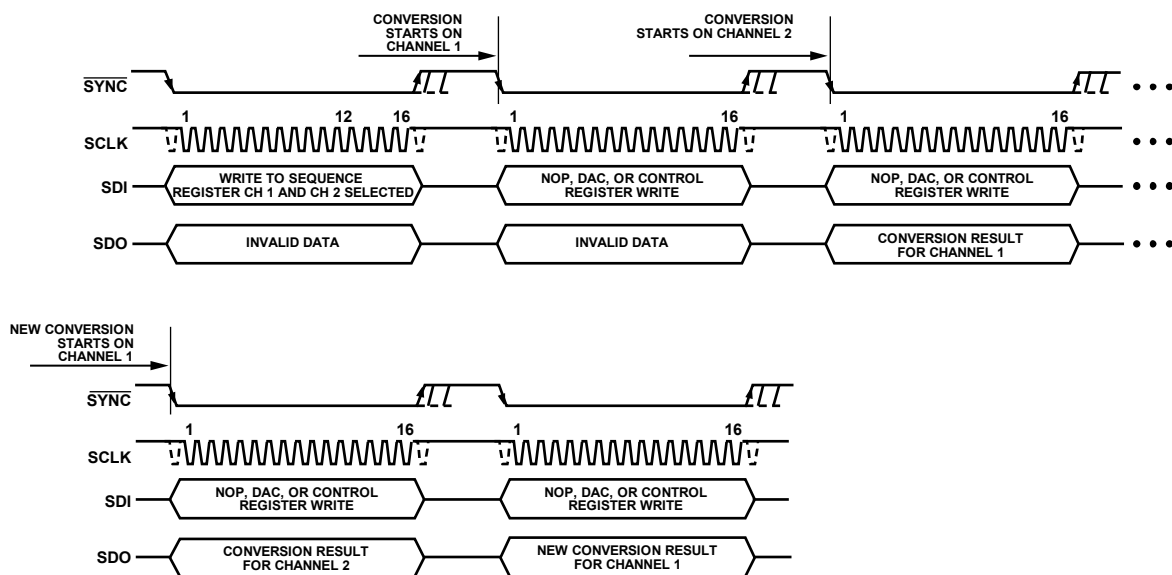 CONVERSION
STARTS ON
CHANNEL 1
CONVERSION
STARTS ON CHANNEL 2
SYNC
1 12 16 1 16 1 16
SCLK
SDI
WRITE TO SEQUENCE
REGISTER CH 1 AND CH 2 SELECTED
NOP, DAC, OR CONTROL
REGISTER WRITE
NOP, DAC, OR CONTROL
REGISTER WRITE
SDO
INVALID DATA
INVALID DATA
CONVERSION RESULT
FOR CHANNEL 1
NEW CONVERSION
STARTS ON
CHANNEL 1
SYNC
1 16 1 16
SCLK
SDI
NOP, DAC, OR CONTROL
REGISTER WRITE
NOP, DAC, OR CONTROL
REGISTER WRITE
SDO
CONVERSION RESULT
FOR CHANNEL 2
NEW CONVERSION RESULT
FOR CHANNEL 1